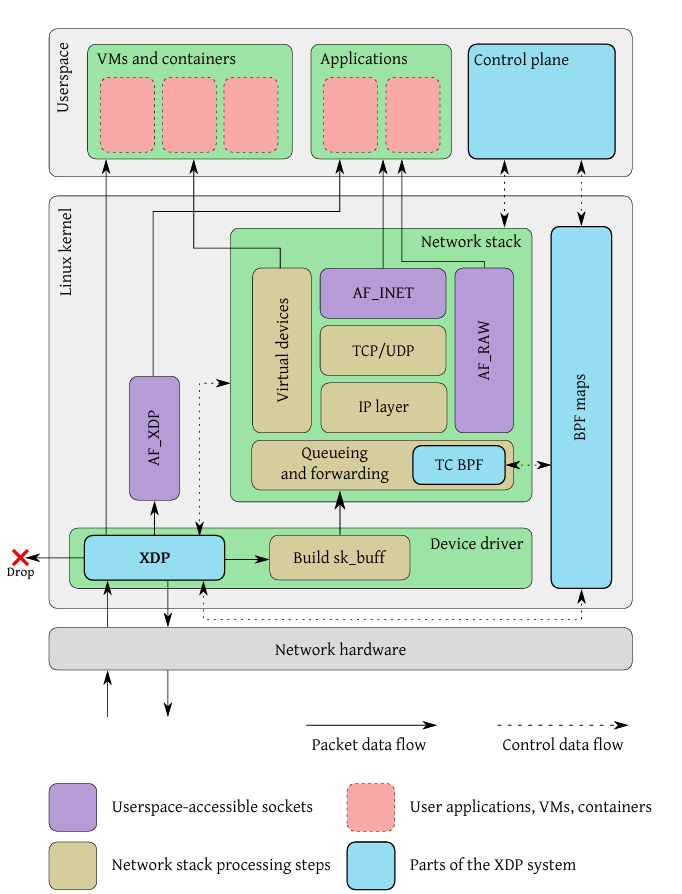 Userspace
VMs and containers
Applications
Control plane
Linux kernel
Network stack
Virtual devices
AF_INET
TCP/UDP
IP layer
AF_RAW
BPF maps
AF_XDP
Queueing
and forwarding
TC BPF
Device driver
XDP
Build sk_buff
Drop
Network hardware
Packet data flow
Control data flow
Userspace-accessible sockets
User applications, VMs, containers
Network stack processing steps
Parts of the XDP system